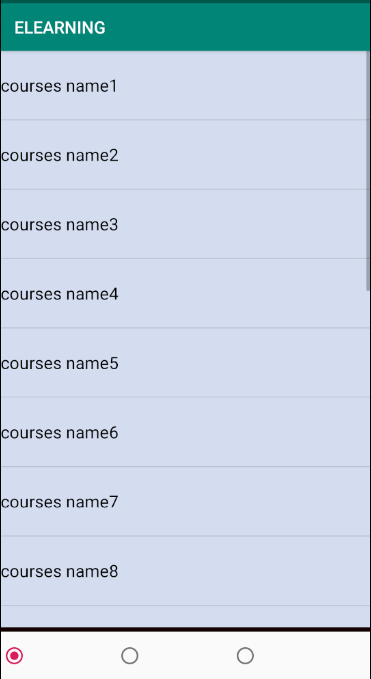 ELEARNING
courses name1
courses name2
courses name3
courses name4
courses name5
courses name6
courses name7
courses name8